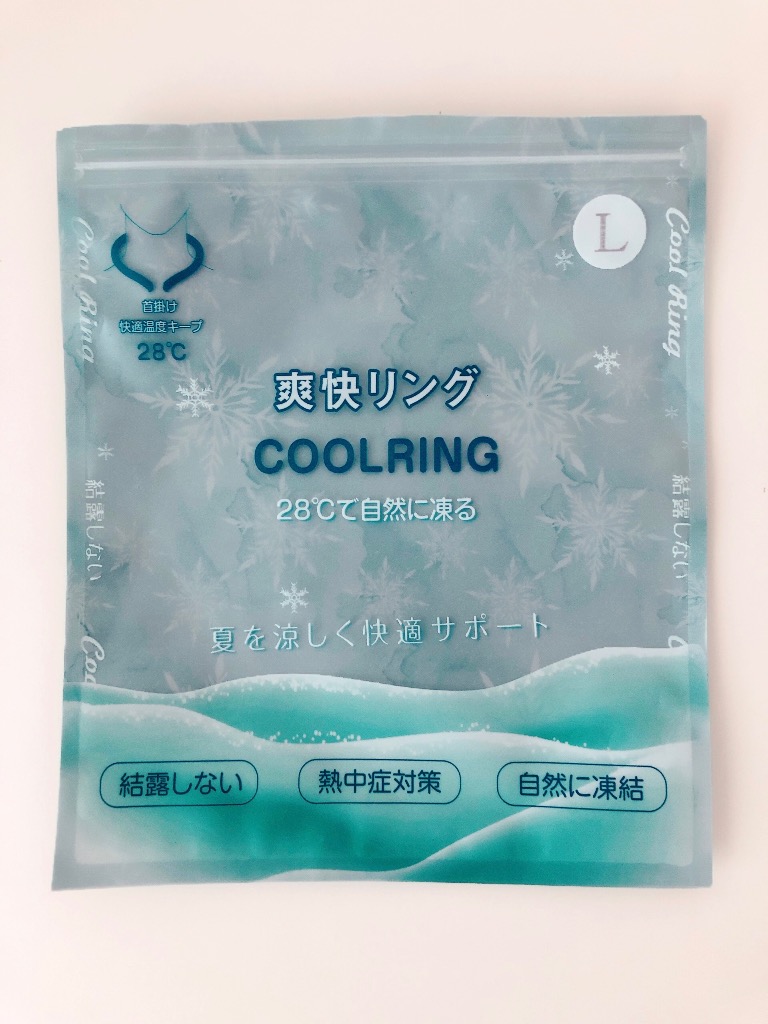 L
首掛け
快適温度キープ
28℃
爽快リング
COOLRING
28℃で自然に凍る
夏を涼しく快適サポート
結露しない
熱中症対策
自然に凍結
Cool Ring
結露しない
Coo
Cool Ring
結露しない